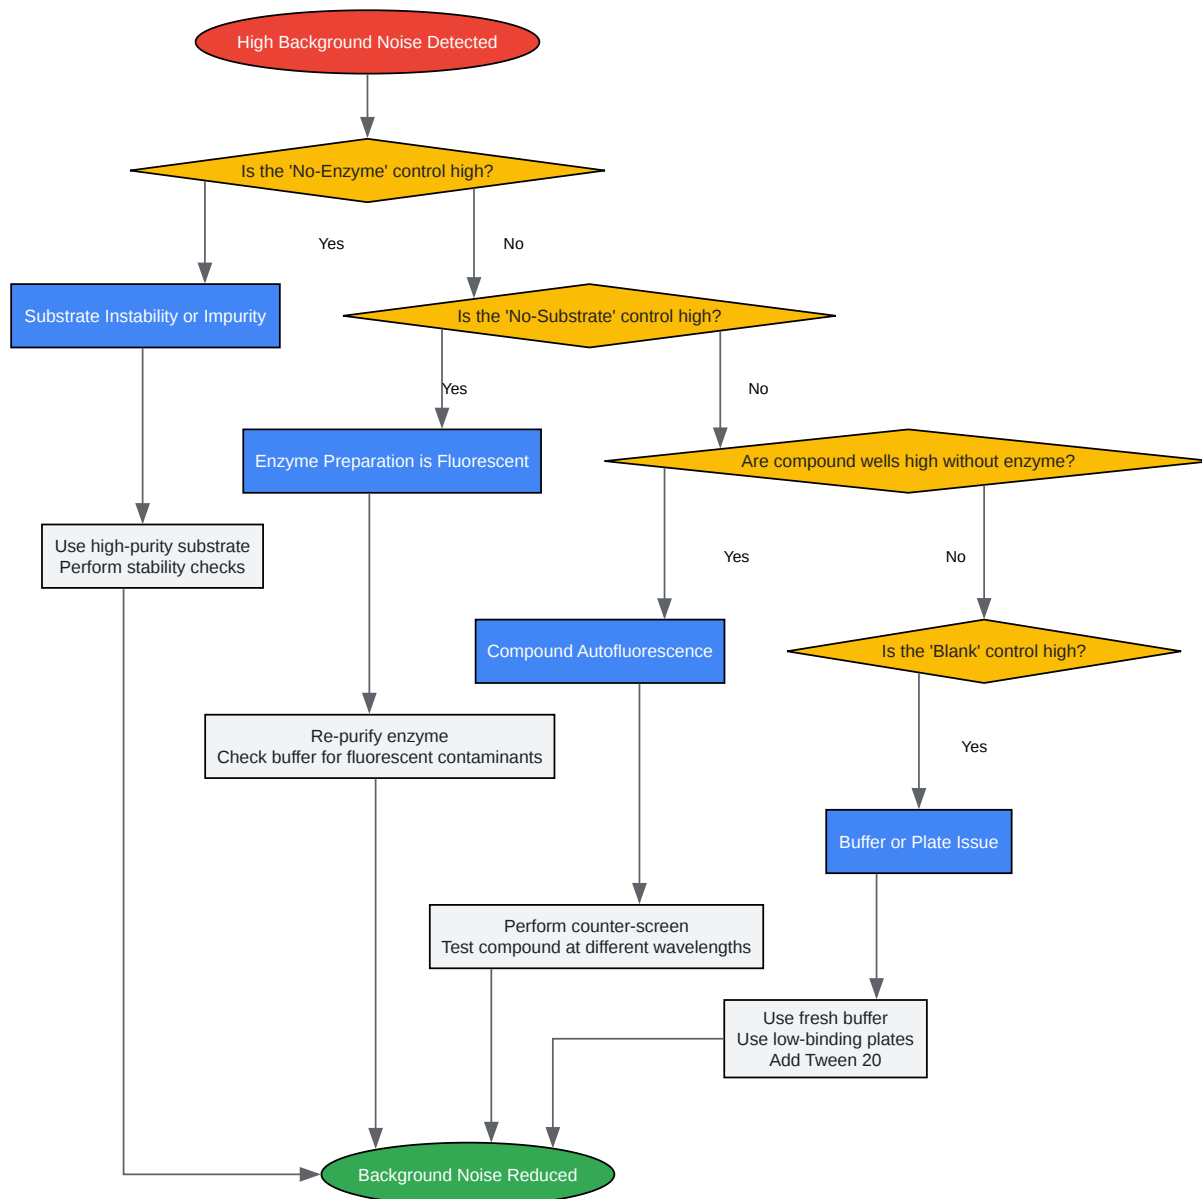 High Background Noise Detected
Is the 'No-Enzyme' control high?
Yes
No
Substrate Instability or Impurity
Is the 'No-Substrate' control high?
Yes
No
Enzyme Preparation is Fluorescent
Are compound wells high without enzyme?
Use high-purity substrate
Perform stability checks
Yes
No
Compound Autofluorescence
Is the 'Blank' control high?
Re-purify enzyme
Check buffer for fluorescent contaminants
Yes
Buffer or Plate Issue
Perform counter-screen
Test compound at different wavelengths
Use fresh buffer
Use low-binding plates
Add Tween 20
Background Noise Reduced